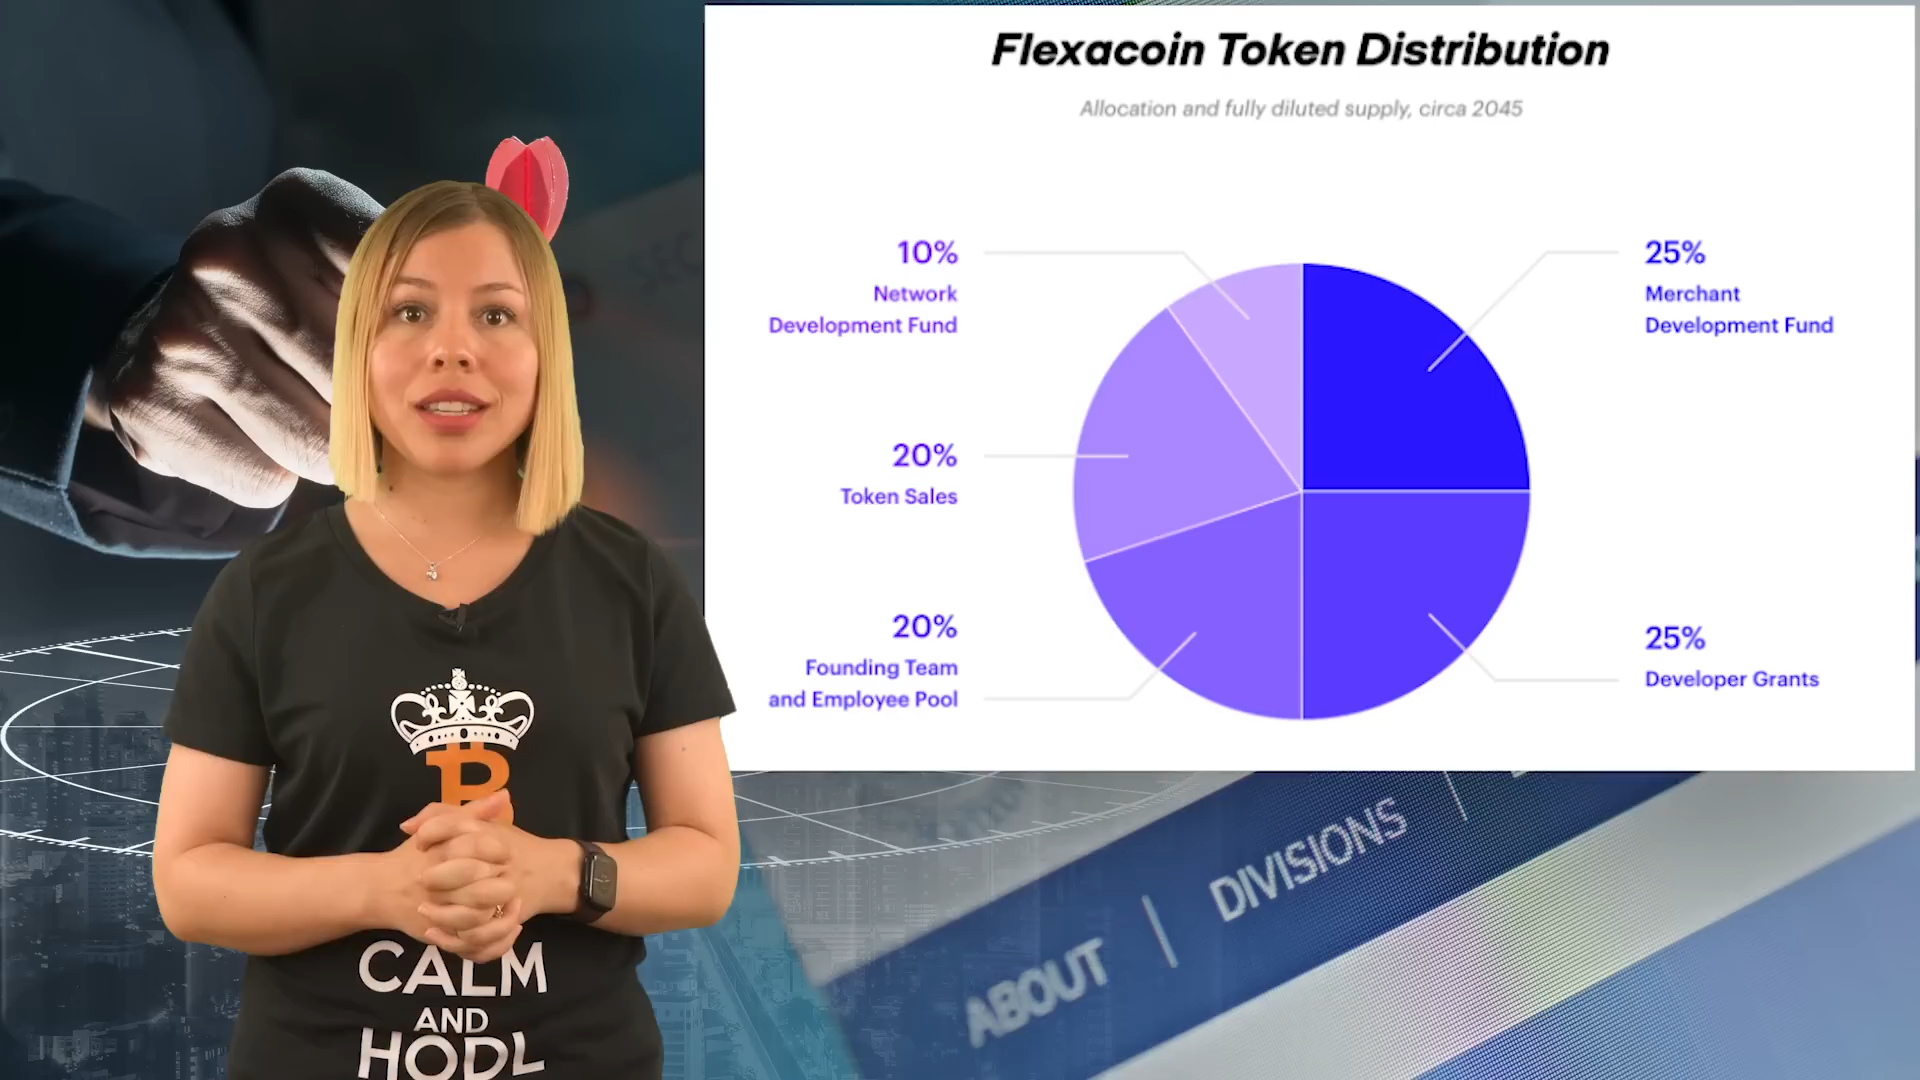 Flexacoin Token Distribution
Allocation and fully diluted supply, circa 2045
10%
Network
Development Fund
25%
Merchant
Development Fund
20%
Token Sales
20%
Founding Team
and Employee Pool
25%
Developer Grants
CALM
AND
HODL
ABOUT | DIVISIONS |